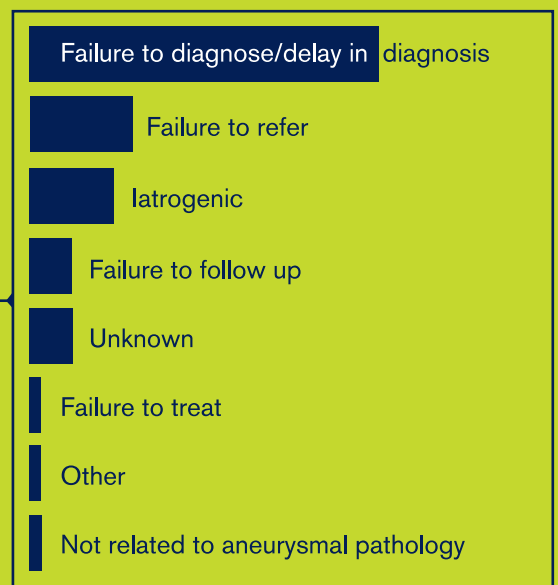 Failure to diagnose/delay in diagnosis
Failure to refer
Iatrogenic
Failure to follow up
Unknown
Failure to treat
Other
Not related to aneurysmal pathology